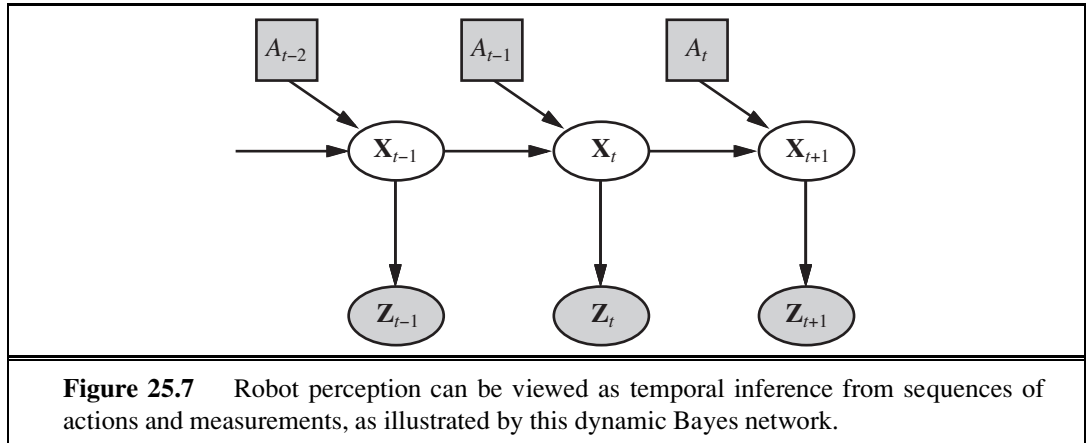 A_{t−2} A_{t−1} A_t
X_{t−1} X_t X_{t+1}
Z_{t−1} Z_t Z_{t+1}
Figure 25.7 Robot perception can be viewed as temporal inference from sequences of
actions and measurements, as illustrated by this dynamic Bayes network.